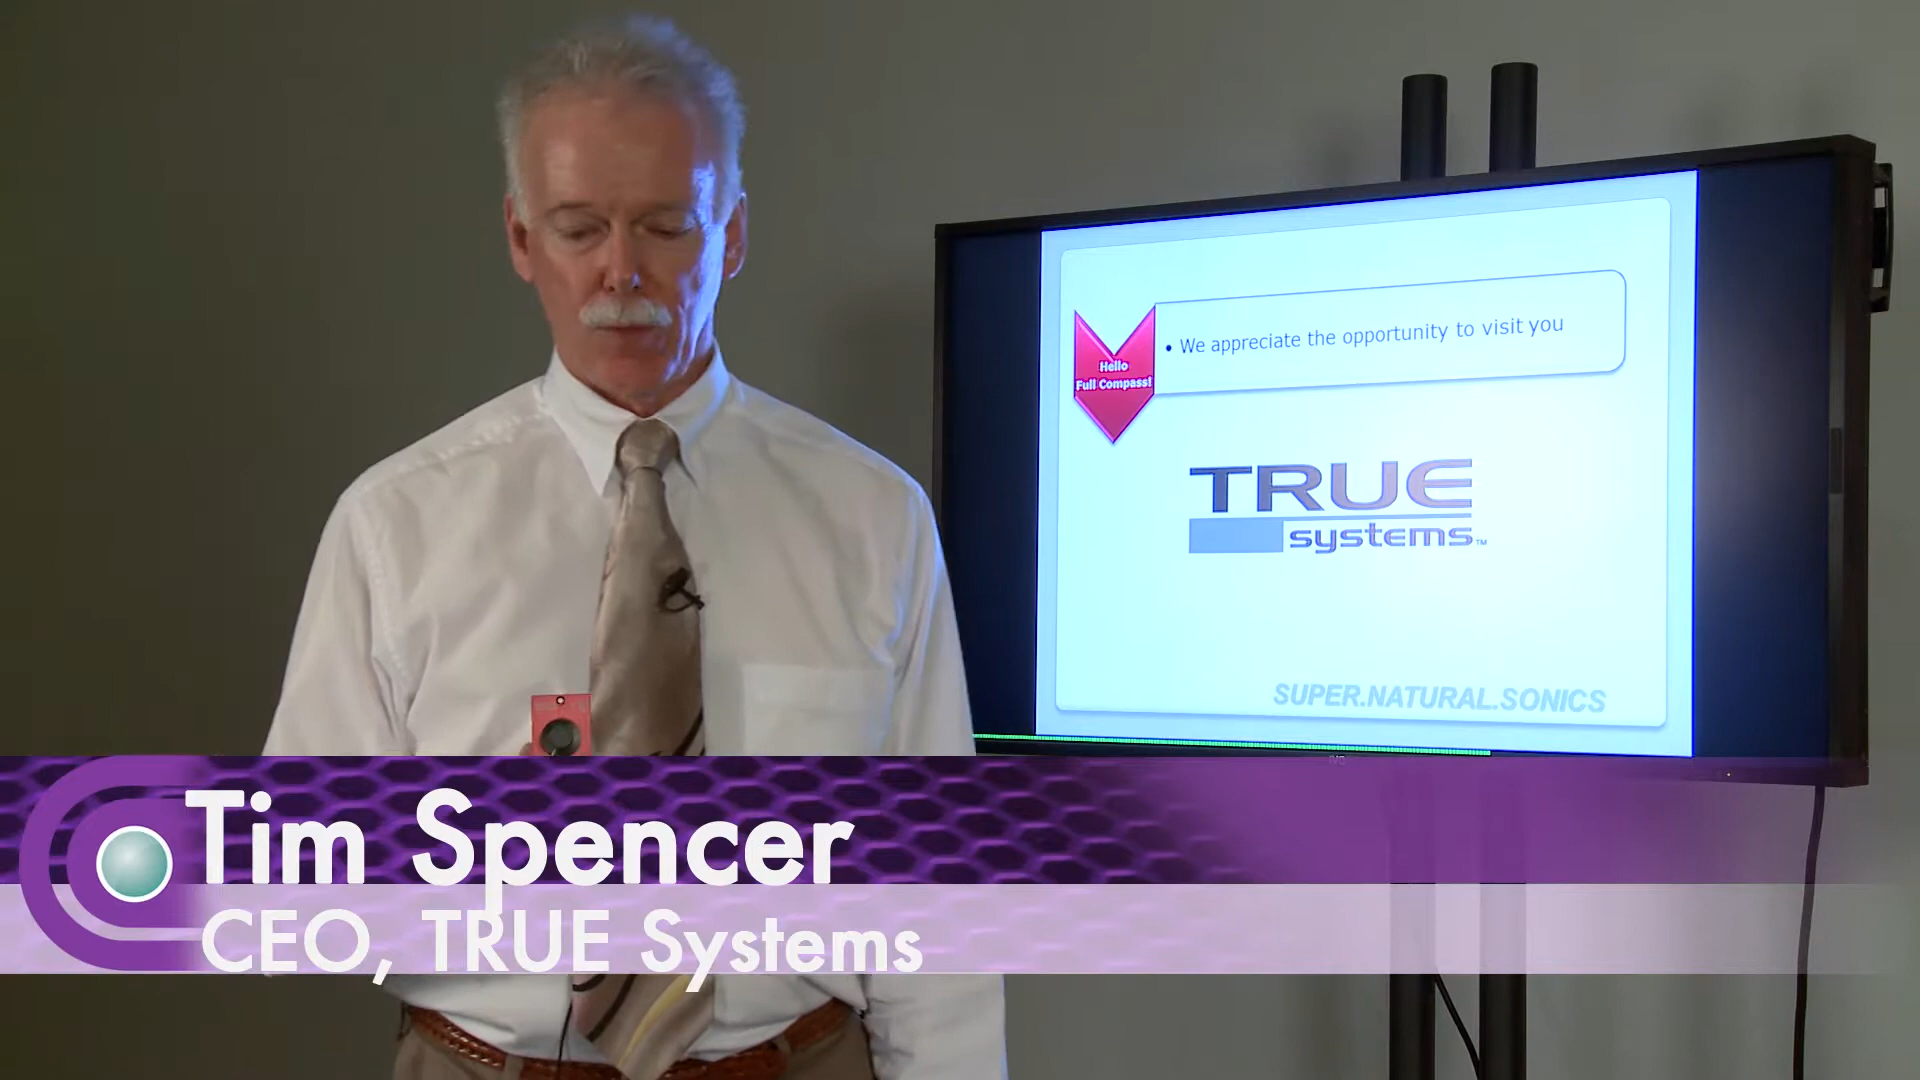 • We appreciate the opportunity to visit you
Hello
Full Compass!
TRUE
systems™
SUPER.NATURAL.SONICS
Tim Spencer
CEO, TRUE Systems